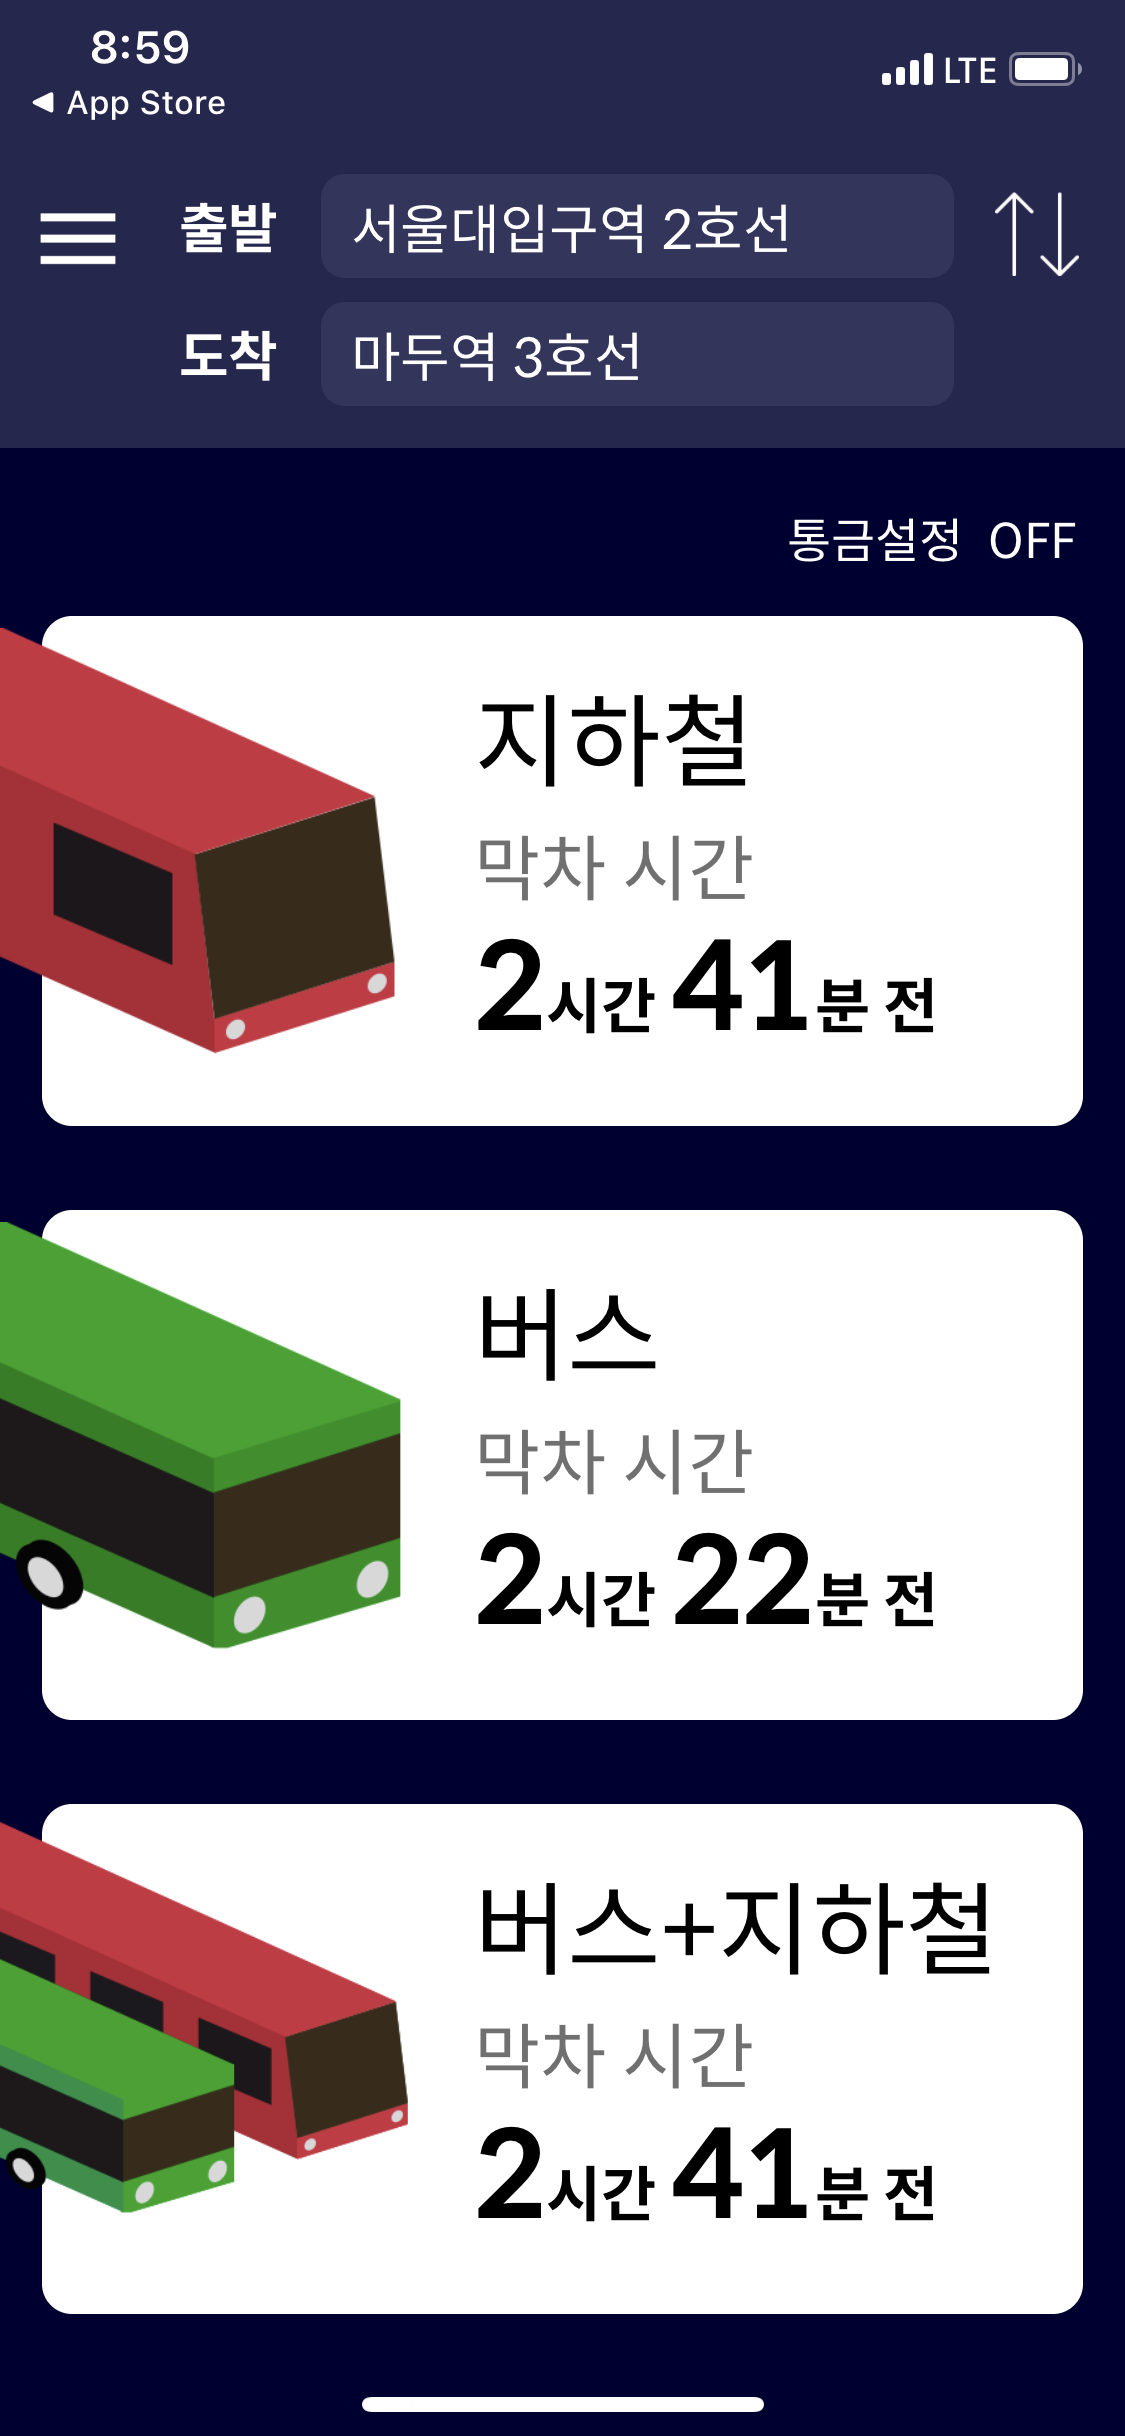 8:59
App Store
LTE
출발 서울대입구역 2호선
도착 마두역 3호선
통금설정 OFF
지하철
막차 시간
2시간 41분 전
버스
막차 시간
2시간 22분 전
버스+지하철
막차 시간
2시간 41분 전